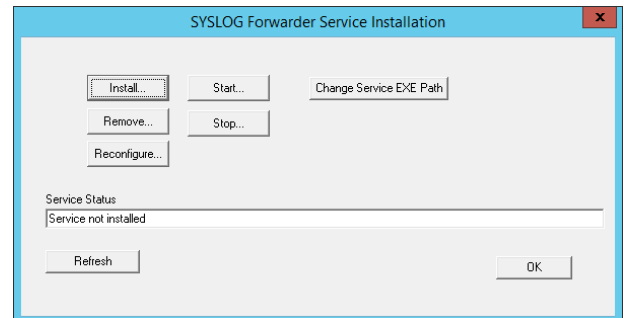 SYSLOG Forwarder Service Installation
x
Install... Start... Change Service EXE Path
Remove... Stop...
Reconfigure...
Service Status
Service not installed
Refresh OK